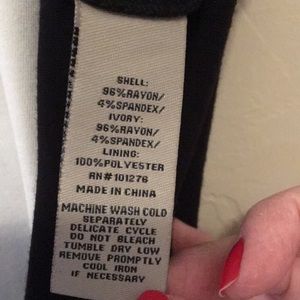 SHELL:
96%RAYON/
4%SPANDEX/
IVORY:
96%RAYON/
4%SPANDEX/
LINING:
100%POLYESTER
RN#101276
MADE IN CHINA
MACHINE WASH COLD
SEPARATELY
DELICATE CYCLE
DO NOT BLEACH
TUMBLE DRY LOW
REMOVE PROMPTLY
COOL IRON
IF NECESSARY